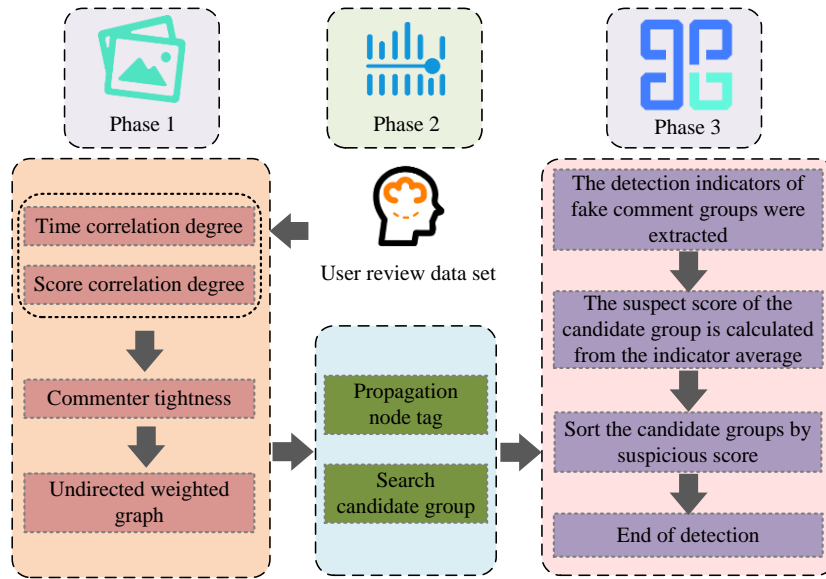 Phase 1
Phase 2
Phase 3
User review data set
Time correlation degree
Score correlation degree
Commenter tightness
Undirected weighted
graph
Propagation
node tag
Search
candidate group
The detection indicators of
fake comment groups were
extracted
The suspect score of the
candidate group is calculated
from the indicator average
Sort the candidate groups by
suspicious score
End of detection